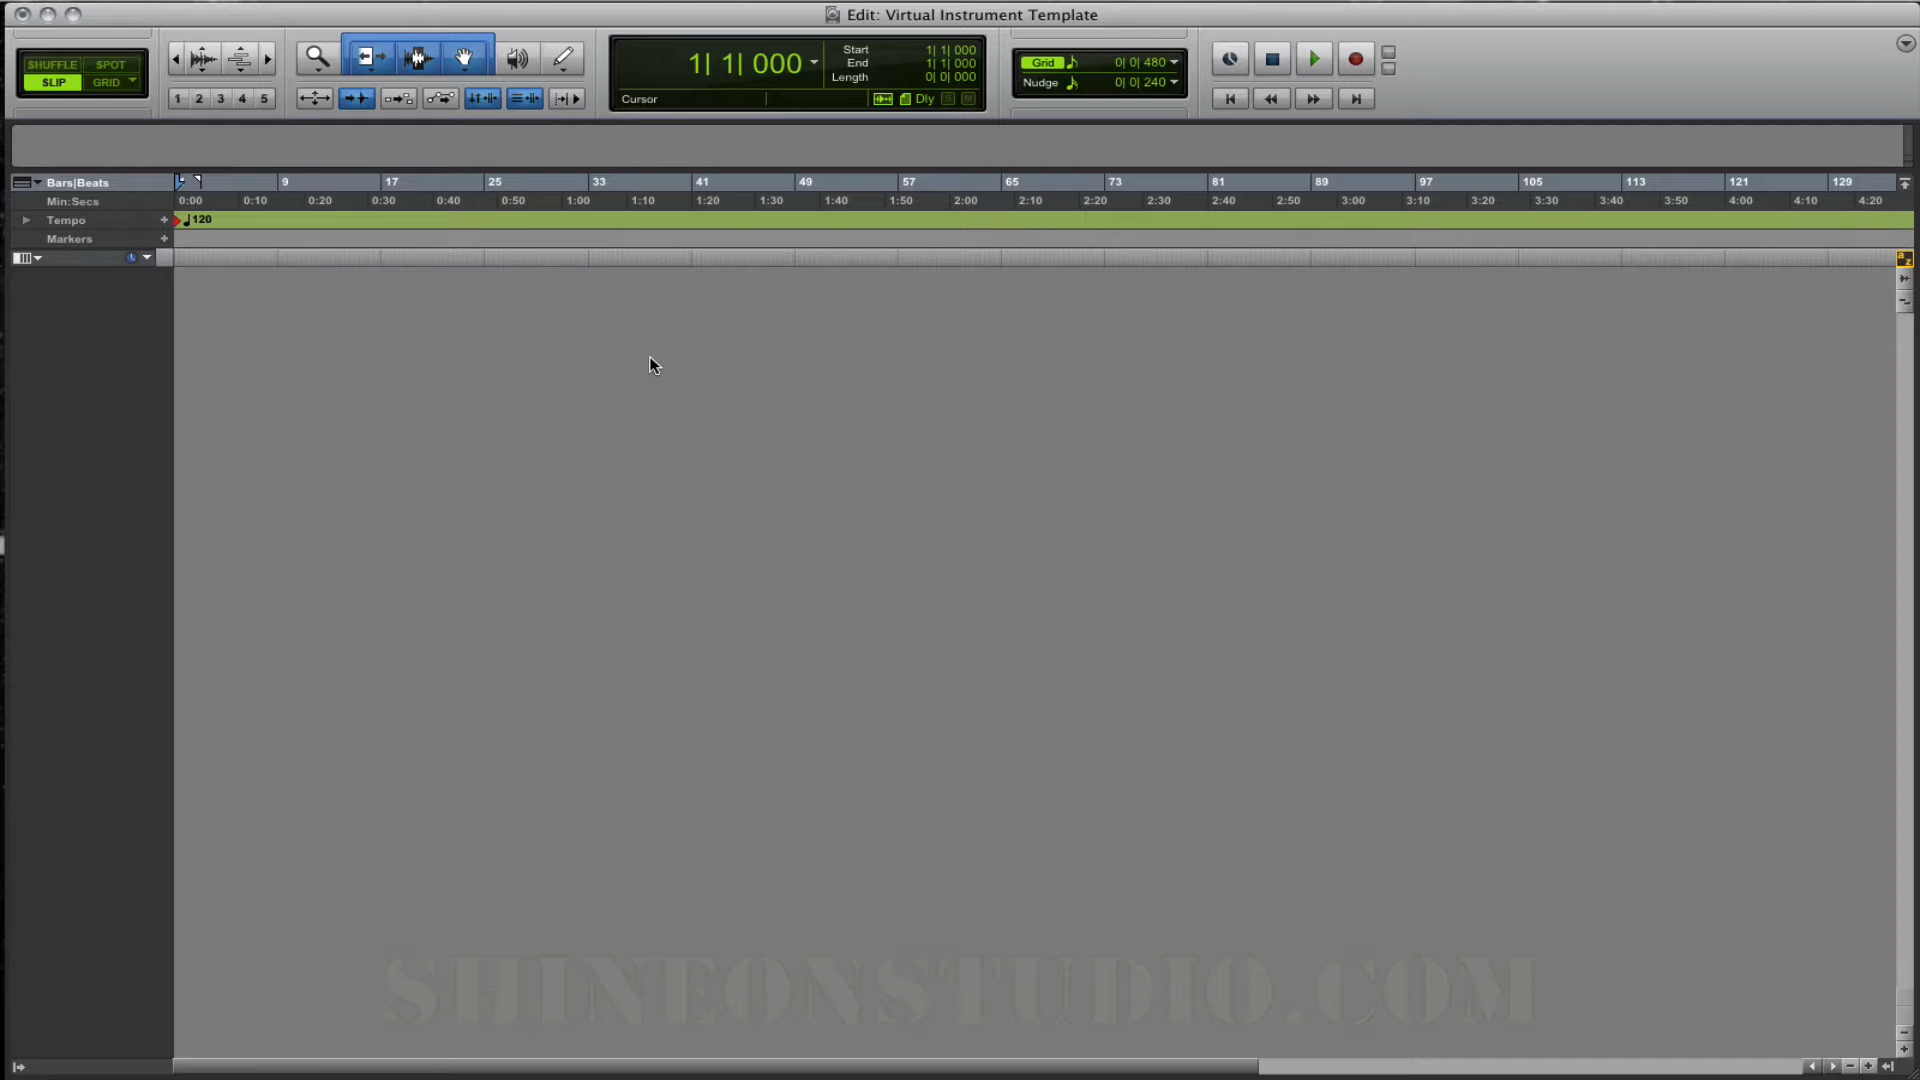 Edit: Virtual Instrument Template
SHUFFLE SPOT
SLIP GRID
1 2 3 4 5
1| 1| 000
Start 1| 1| 000
End 1| 1| 000
Length 0| 0| 000
Cursor
Dly
Grid 0| 0| 480
Nudge 0| 0| 240
Bars|Beats 9 17 25 33 41 49 57 65 73 81 89 97 105 113 121 129
Min:Secs 0:00 0:10 0:20 0:30 0:40 0:50 1:00 1:10 1:20 1:30 1:40 1:50 2:00 2:10 2:20 2:30 2:40 2:50 3:00 3:10 3:20 3:30 3:40 3:50 4:00 4:10 4:20
Tempo 120
Markers
a z
SHINEONSTUDIO.COM